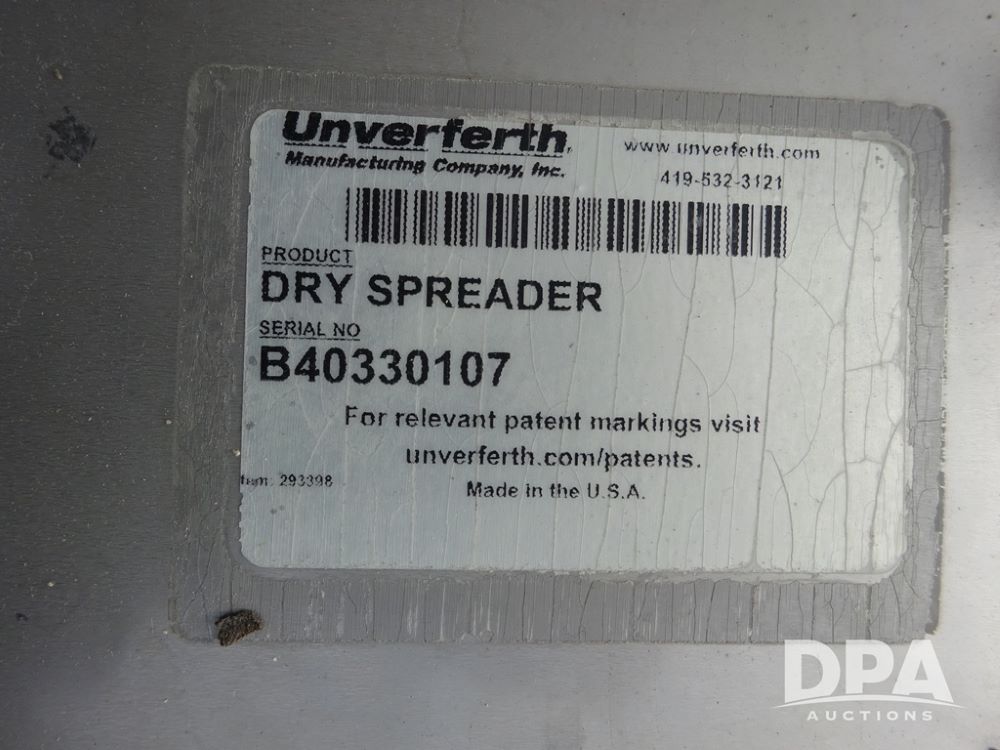 Unverferth
Manufacturing Company, Inc.
www.unverferth.com
419-532-3121
PRODUCT
DRY SPREADER
SERIAL NO
B40330107
For relevant patent markings visit
unverferth.com/patents.
Item: 293398
Made in the U.S.A.
DPA
AUCTIONS